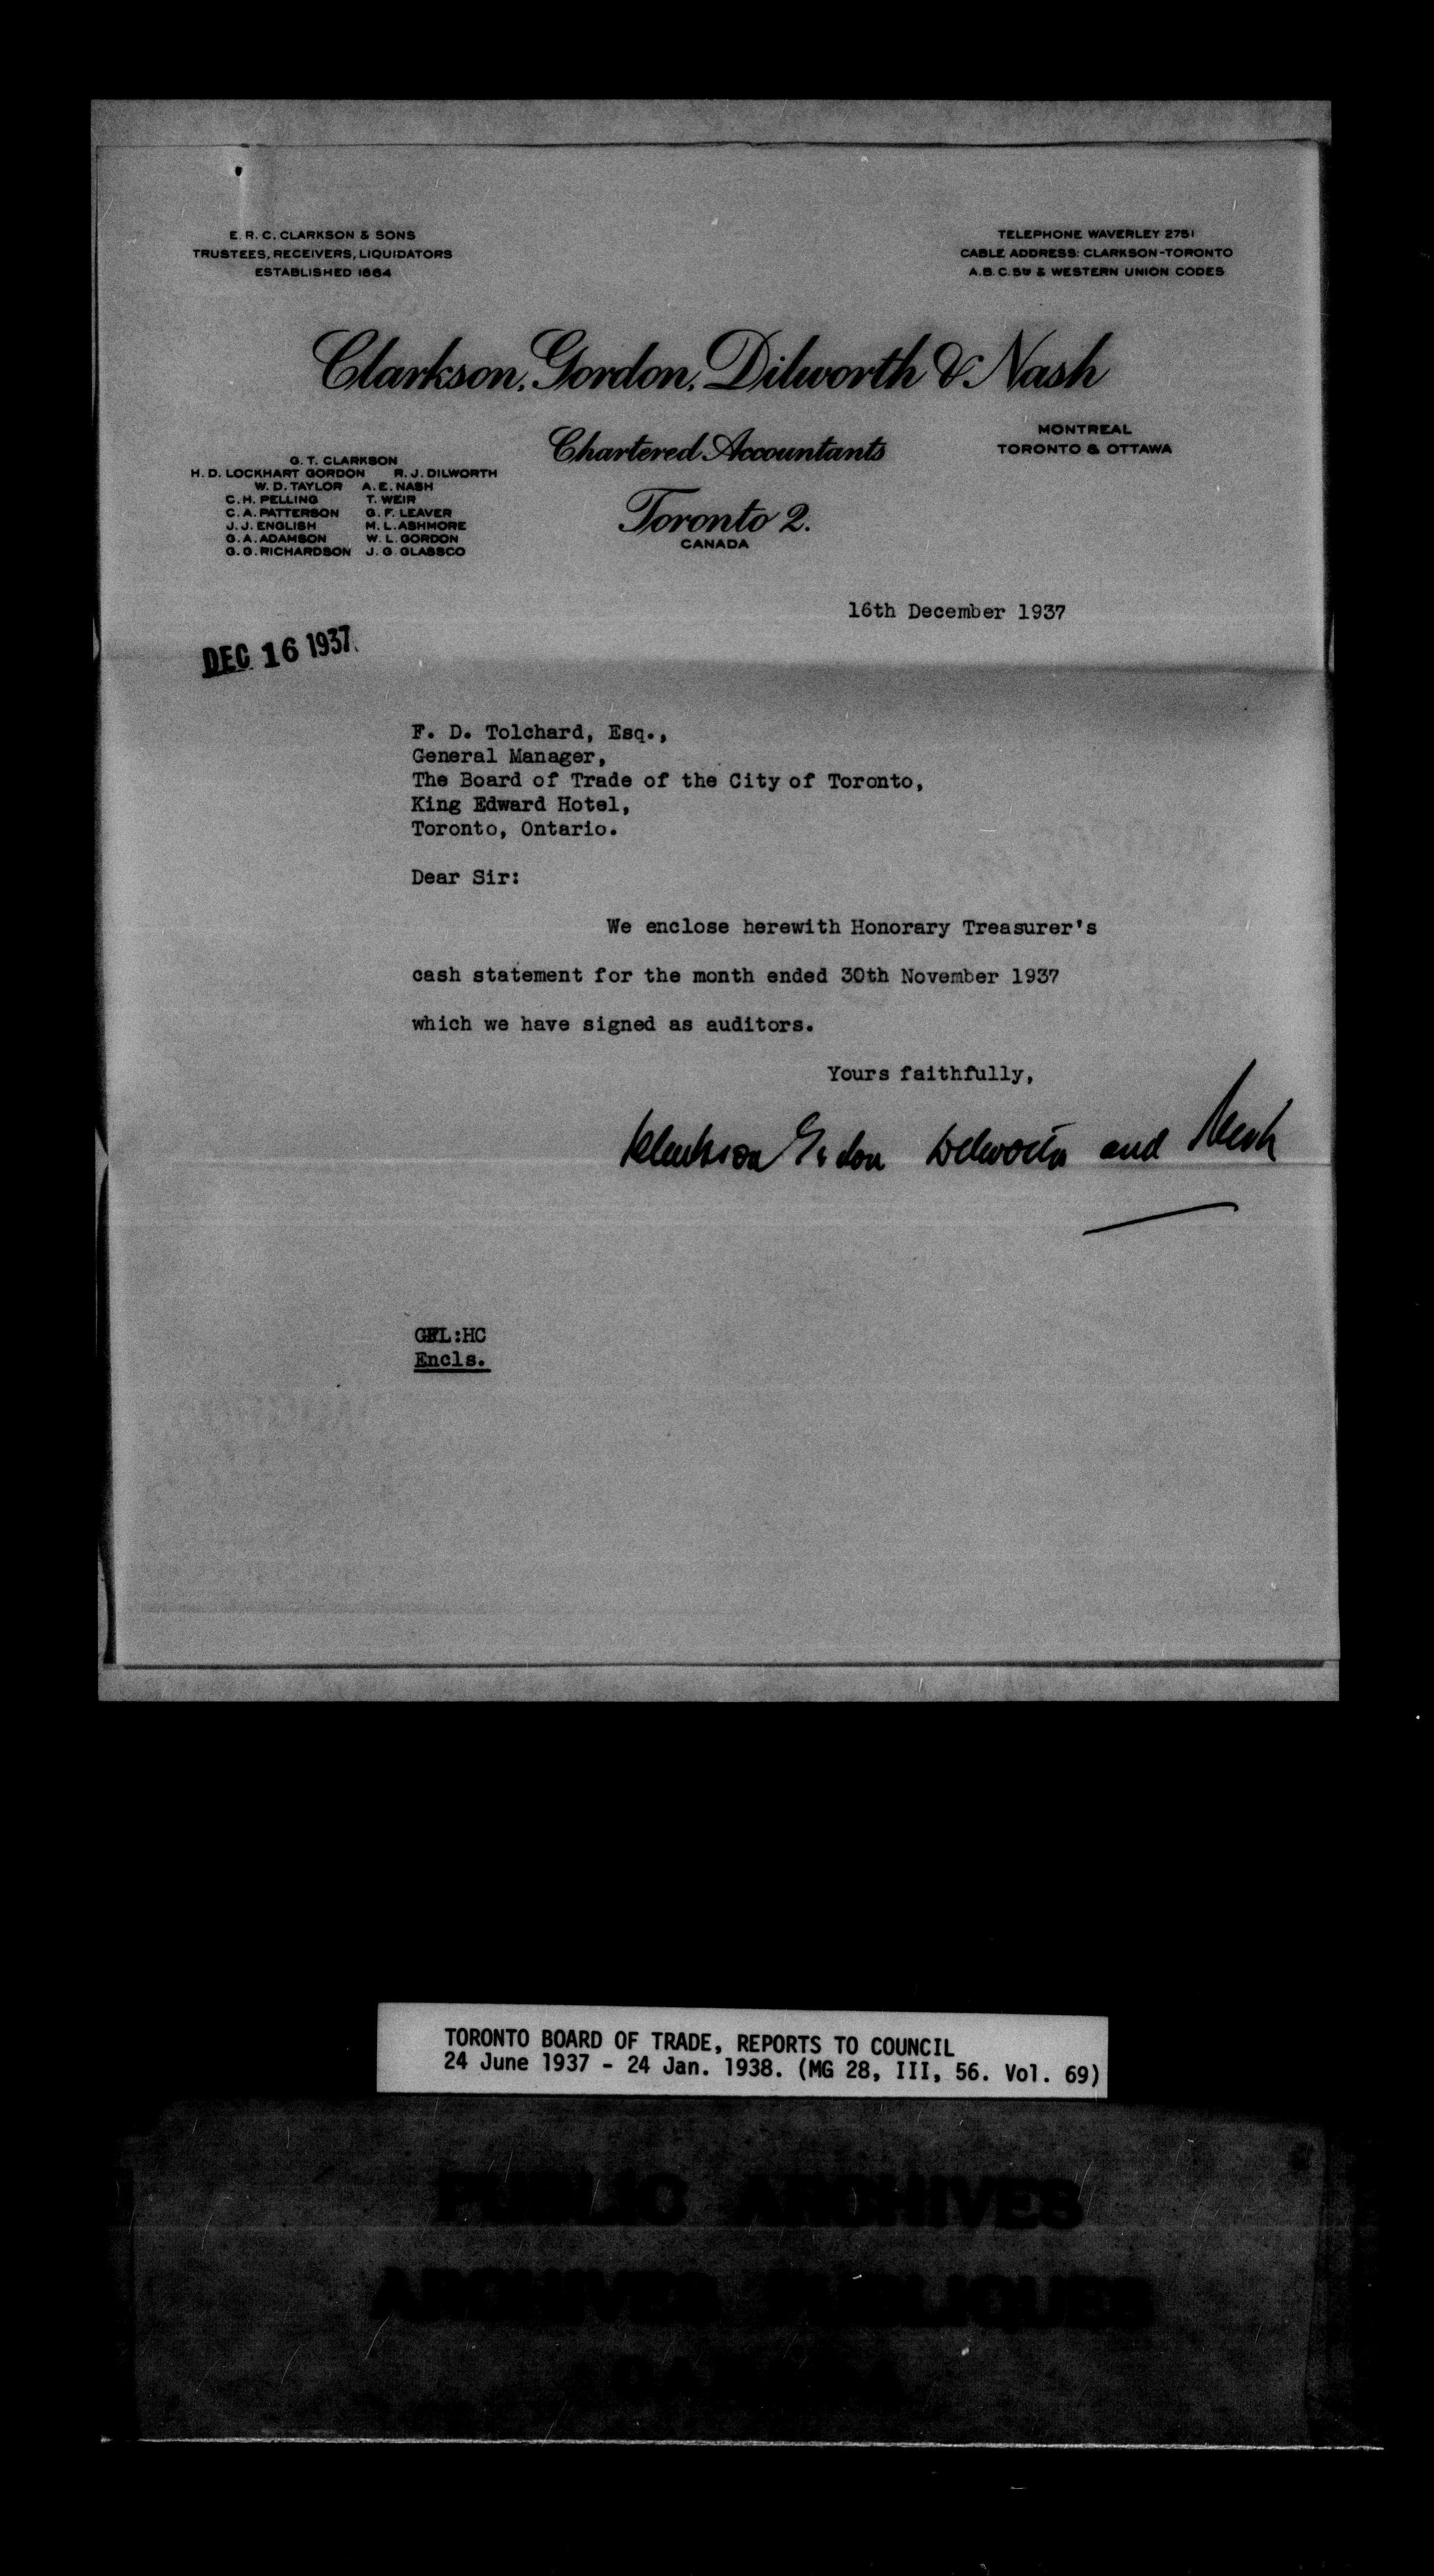 E. R. C. CLARKSON & SONS
TRUSTEES, RECEIVERS, LIQUIDATORS
ESTABLISHED 1864
TELEPHONE WAVERLEY 2751
CABLE ADDRESS: CLARKSON-TORONTO
A.B.C. 5TH & WESTERN UNION CODES
Clarkson, Gordon, Dilworth & Nash
Chartered Accountants
Toronto 2.
CANADA
MONTREAL
TORONTO & OTTAWA
G. T. CLARKSON
H. D. LOCKHART GORDON R. J. DILWORTH
W. D. TAYLOR A. E. NASH
C. H. PELLING T. WEIR
C. A. PATTERSON G. F. LEAVER
J. J. ENGLISH M. L. ASHMORE
G. A. ADAMSON W. L. GORDON
G. G. RICHARDSON J. G. GLASSCO
16th December 1937
DEC 16 1937
F. D. Tolchard, Esq.,
General Manager,
The Board of Trade of the City of Toronto,
King Edward Hotel,
Toronto, Ontario.
Dear Sir:
We enclose herewith Honorary Treasurer's
cash statement for the month ended 30th November 1937
which we have signed as auditors.
Yours faithfully,
Clarkson Gordon Dilworth and Nash
GFL:HC
Encls.
TORONTO BOARD OF TRADE, REPORTS TO COUNCIL
24 June 1937 - 24 Jan. 1938. (MG 28, III, 56. Vol. 69)
PUBLIC ARCHIVES
ARCHIVES PUBLIQUES